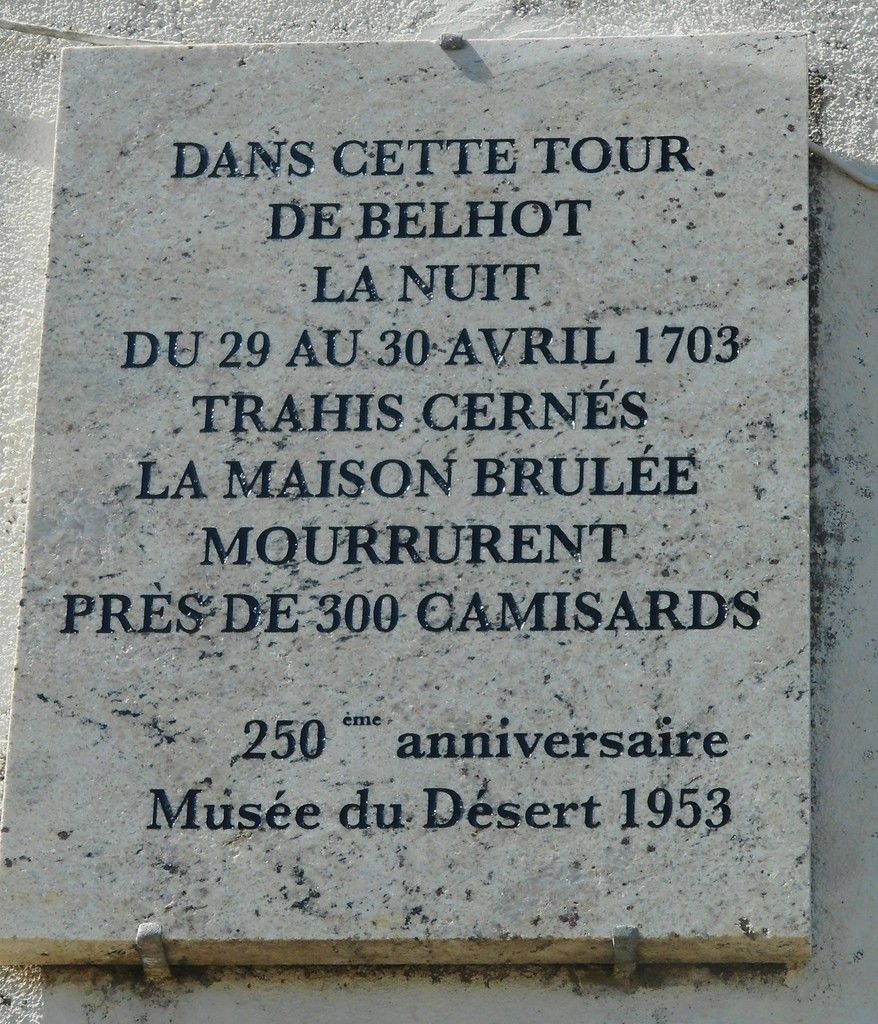 DANS CETTE TOUR
DE BELHOT
LA NUIT
DU 29 AU 30 AVRIL 1703
TRAHIS CERNÉS
LA MAISON BRULÉE
MOURRURENT
PRÈS DE 300 CAMISARDS
250 ème anniversaire
Musée du Désert 1953